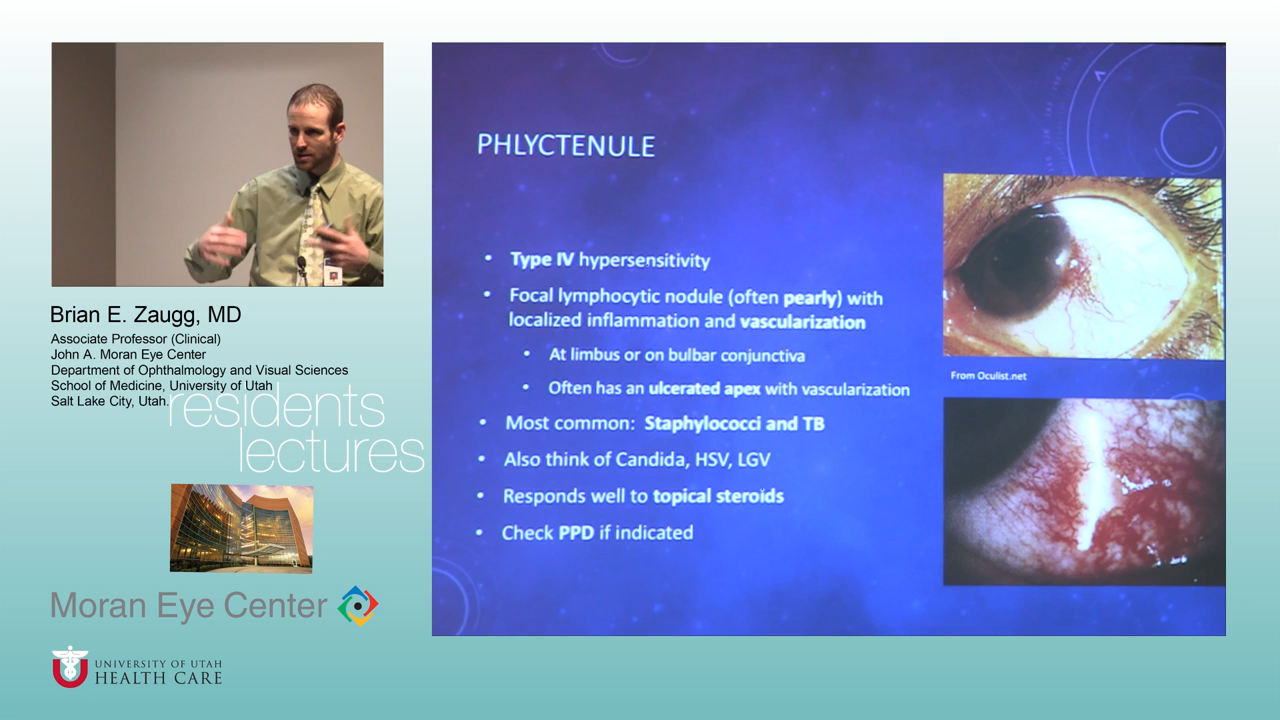 Brian E. Zaugg, MD
Associate Professor (Clinical)
John A. Moran Eye Center
Department of Ophthalmology and Visual Sciences
School of Medicine, University of Utah
Salt Lake City, Utah.
residents
lectures
Moran Eye Center
UNIVERSITY OF UTAH
HEALTH CARE
PHLYCTENULE
• Type IV hypersensitivity
• Focal lymphocytic nodule (often pearly) with
localized inflammation and vascularization
• At limbus or on bulbar conjunctiva
• Often has an ulcerated apex with vascularization
• Most common: Staphylococci and TB
• Also think of Candida, HSV, LGV
• Responds well to topical steroids
• Check PPD if indicated
From Oculist.net